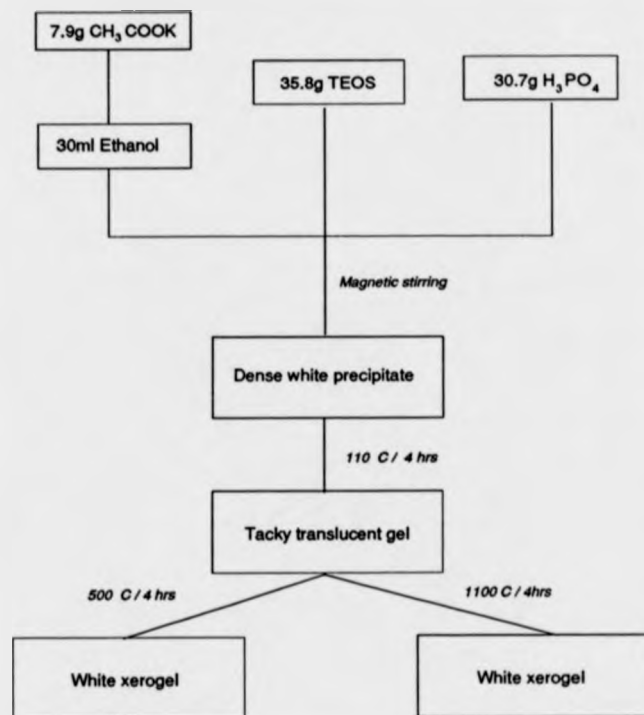 7.9g CH₃COOK
35.8g TEOS
30.7g H₃PO₄
30ml Ethanol
Magnetic stirring
Dense white precipitate
110 C / 4 hrs
Tacky translucent gel
500 C / 4 hrs
1100 C / 4hrs
White xerogel
White xerogel